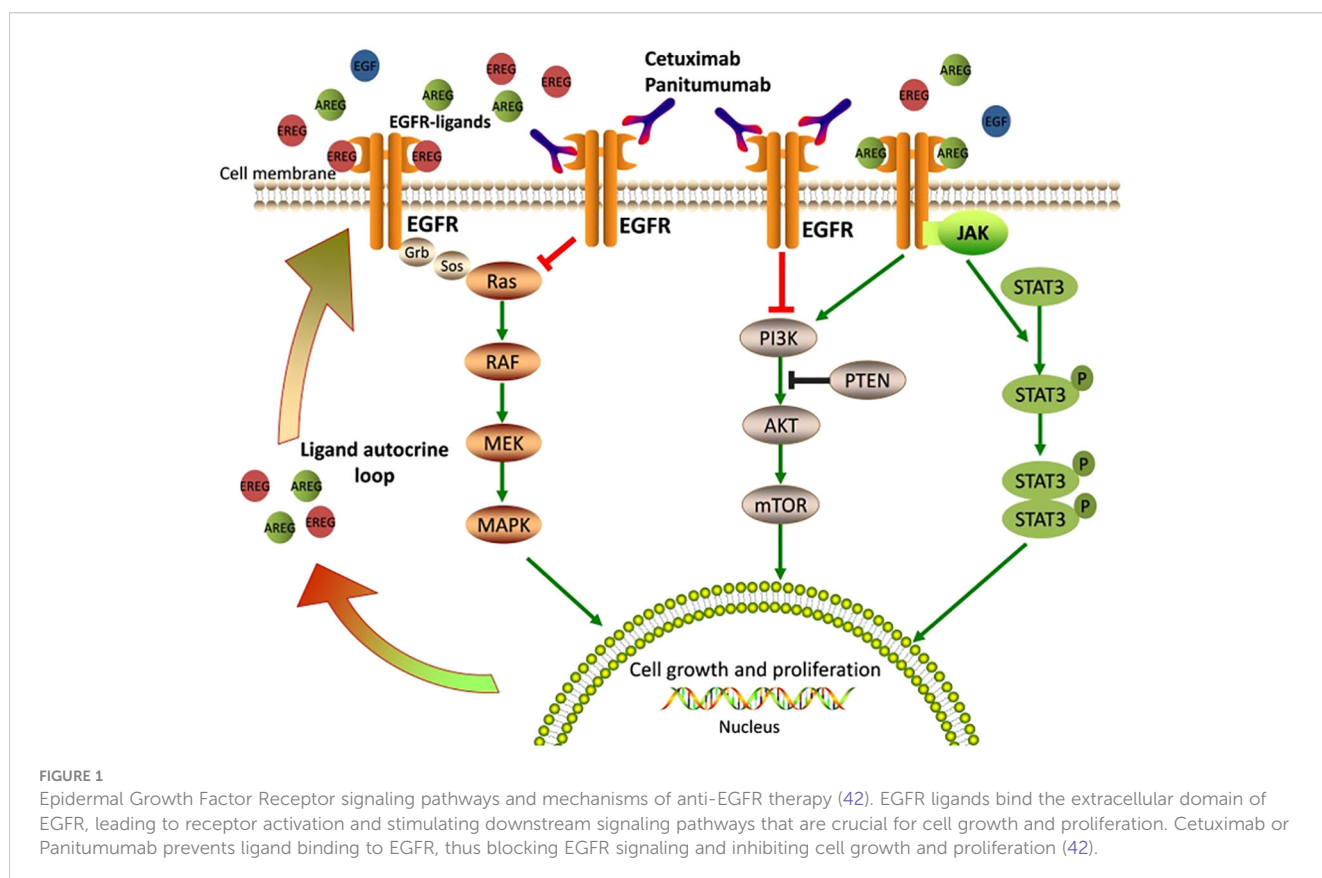 Cetuximab
Panitumumab
EGF
EREG
EREG
AREG
AREG
AREG
EREG
EGFR-ligands
EREG
EREG
Cell membrane
AREG
EREG
EGF
AREG
AREG
EGFR
EGFR
EGFR
JAK
Grb
Sos
Ras
RAF
MEK
MAPK
PI3K
PTEN
AKT
mTOR
STAT3
STAT3
P
STAT3
P
STAT3
P
Ligand autocrine
loop
EREG
AREG
AREG
EREG
Cell growth and proliferation
Nucleus
FIGURE 1
Epidermal Growth Factor Receptor signaling pathways and mechanisms of anti-EGFR therapy (42). EGFR ligands bind the extracellular domain of
EGFR, leading to receptor activation and stimulating downstream signaling pathways that are crucial for cell growth and proliferation. Cetuximab or
Panitumumab prevents ligand binding to EGFR, thus blocking EGFR signaling and inhibiting cell growth and proliferation (42).